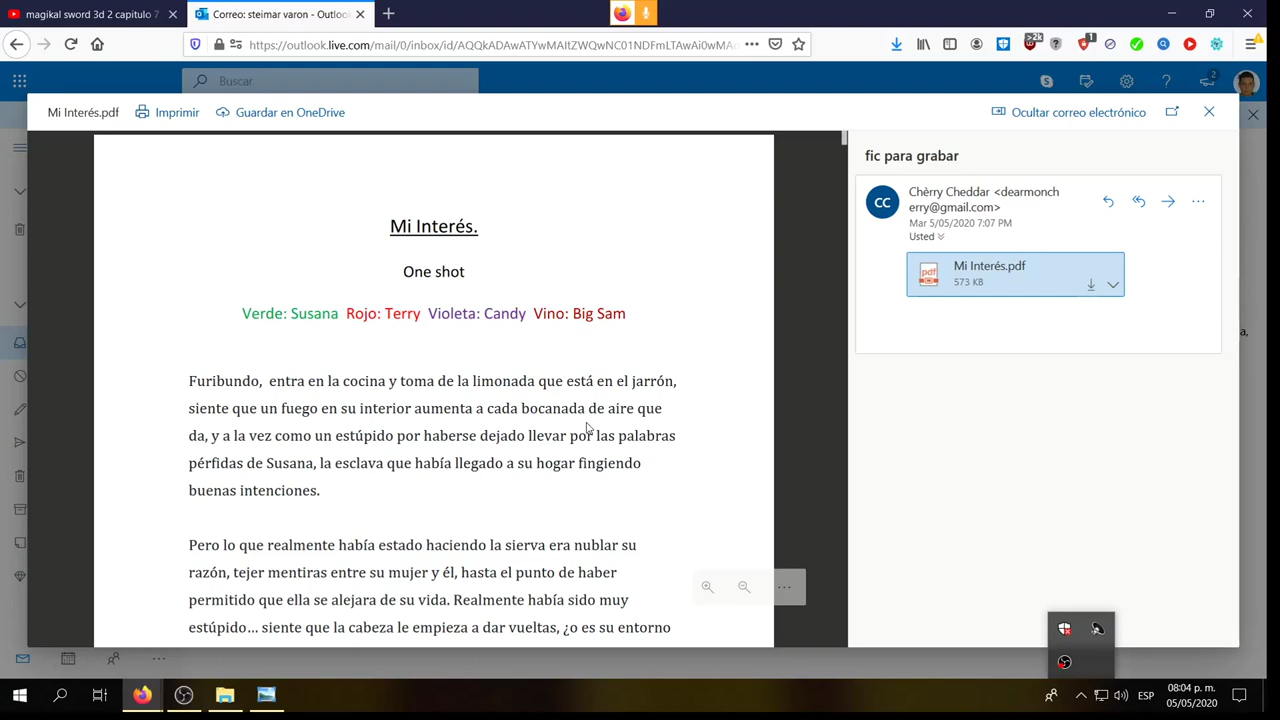 magikal sword 3d 2 capitulo 7
Correo: steimar varon - Outlook
https://outlook.live.com/mail/0/inbox/id/
>2k
1
Buscar
2
Mi Interés.pdf
Imprimir
Guardar en OneDrive
Ocultar correo electrónico
Mi Interés.
One shot
Verde: Susana Rojo: Terry Violeta: Candy Vino: Big Sam
Furibundo, entra en la cocina y toma de la limonada que está en el jarrón,
siente que un fuego en su interior aumenta a cada bocanada de aire que
da, y a la vez como un estúpido por haberse dejado llevar por las palabras
pérfidas de Susana, la esclava que había llegado a su hogar fingiendo
buenas intenciones.
Pero lo que realmente había estado haciendo la sierva era nublar su
razón, tejer mentiras entre su mujer y él, hasta el punto de haber
permitido que ella se alejara de su vida. Realmente había sido muy
estúpido... siente que la cabeza le empieza a dar vueltas, ¿o es su entorno
fic para grabar
CC
Chèrry Cheddar <dearmonch
erry@gmail.com>
Mar 5/05/2020 7:07 PM
Usted
pdf
Mi Interés.pdf
573 KB
ESP
08:04 p. m.
05/05/2020